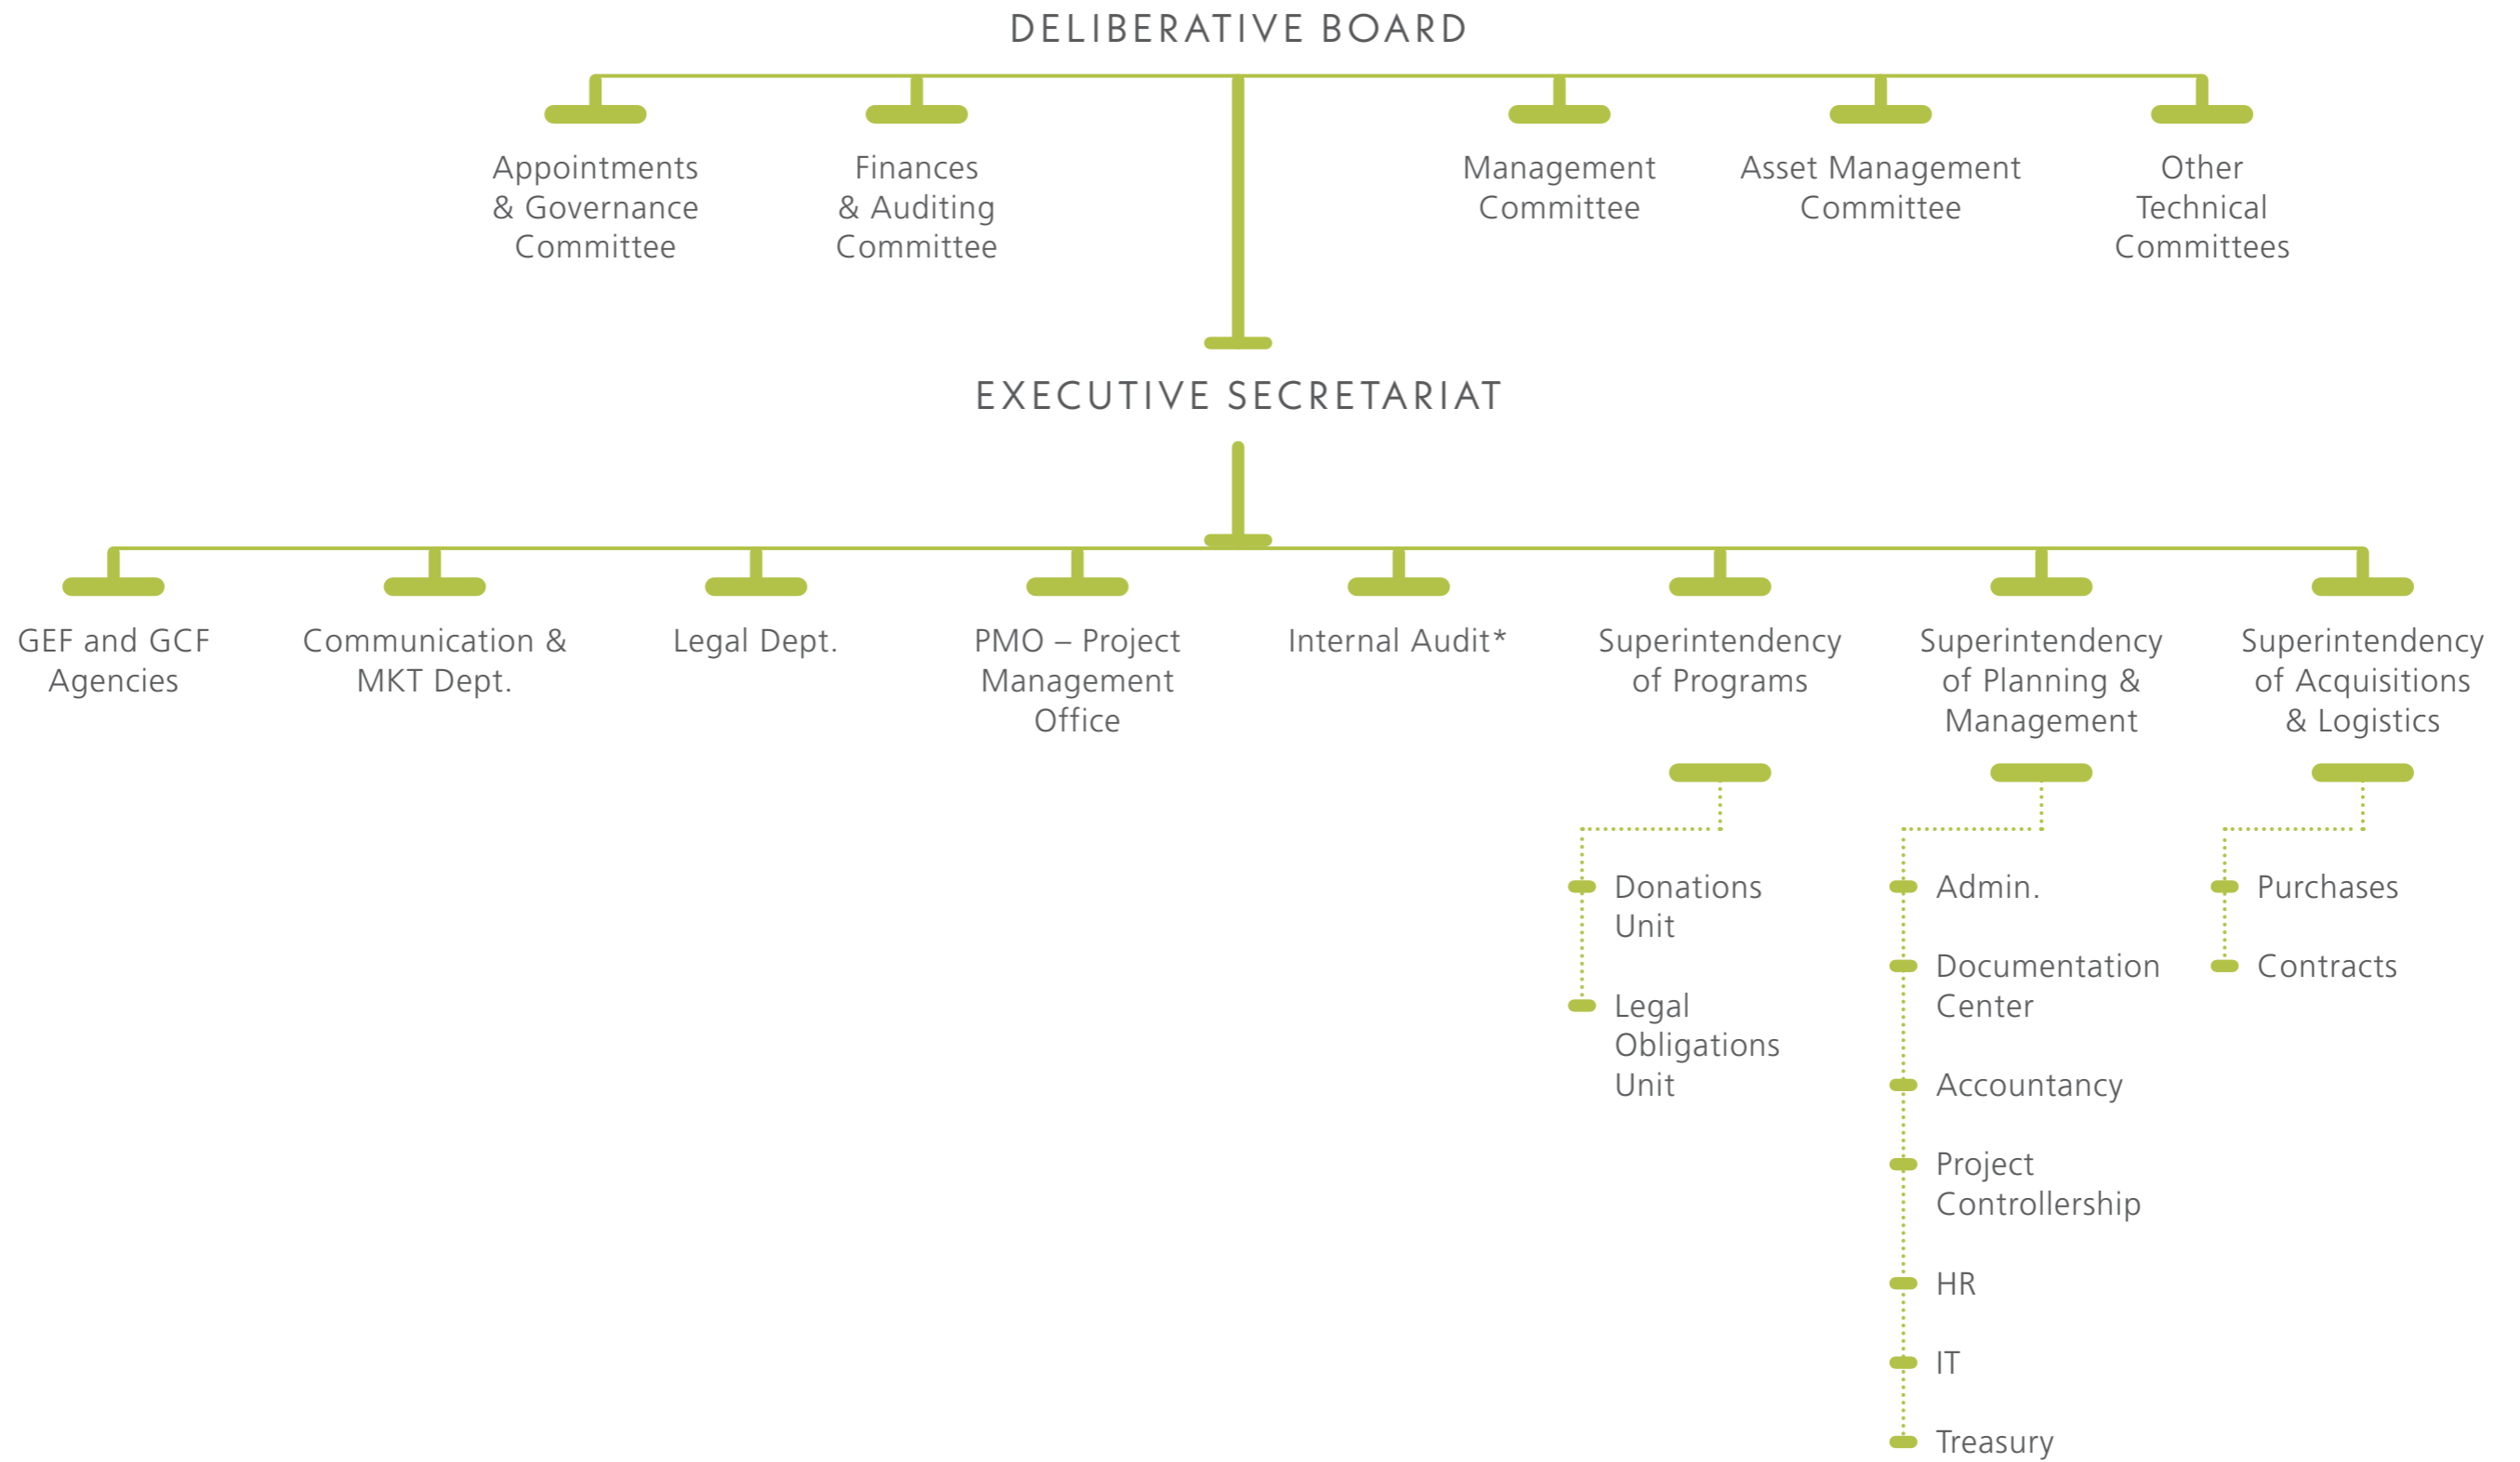 DELIBERATIVE BOARD
Appointments
& Governance
Committee
Finances
& Auditing
Committee
Management
Committee
Asset Management
Committee
Other
Technical
Committees
EXECUTIVE SECRETARIAT
GEF and GCF
Agencies
Communication &
MKT Dept.
Legal Dept.
PMO – Project
Management
Office
Internal Audit*
Superintendency
of Programs
Superintendency
of Planning &
Management
Superintendency
of Acquisitions
& Logistics
Donations
Unit
Legal
Obligations
Unit
Admin.
Documentation
Center
Accountancy
Project
Controllership
HR
IT
Treasury
Purchases
Contracts